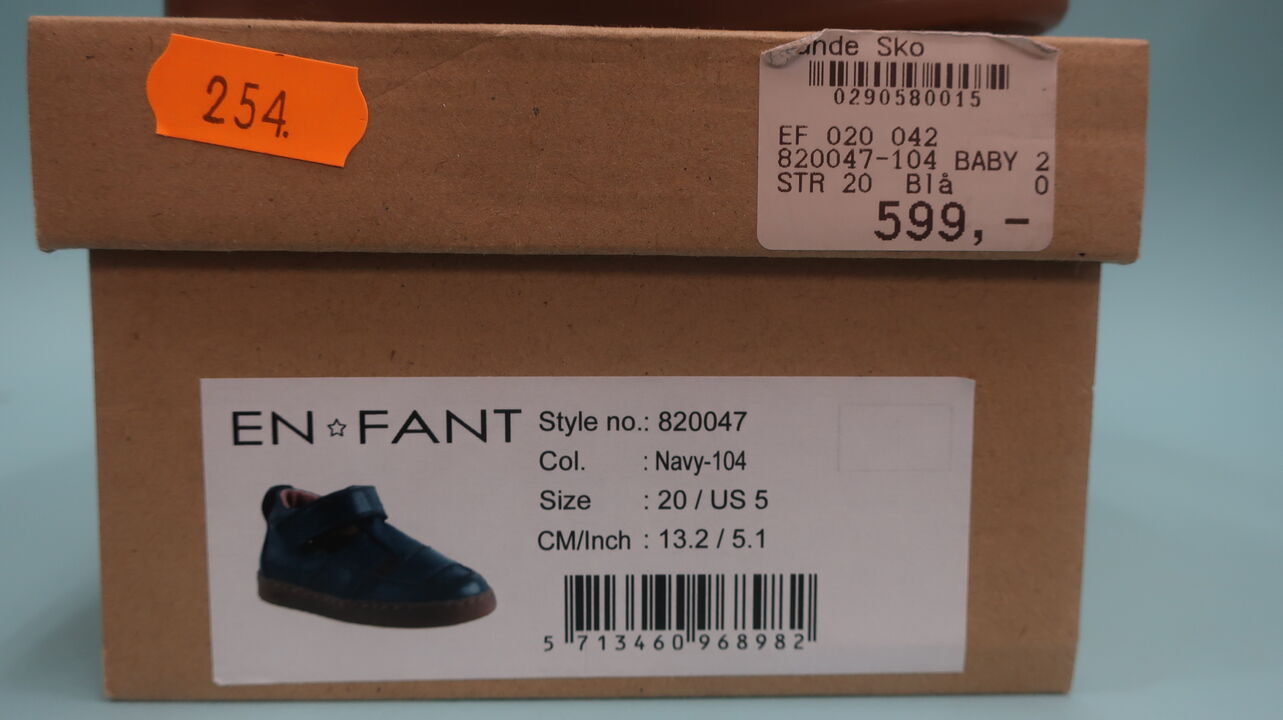 254.
Sko
0290580015
EF 020 042
820047-104 BABY 2
STR 20 Blå 0
599,-
EN☆FANT
Style no.: 820047
Col. : Navy-104
Size : 20 / US 5
CM/Inch : 13.2 / 5.1
5 713460 968982